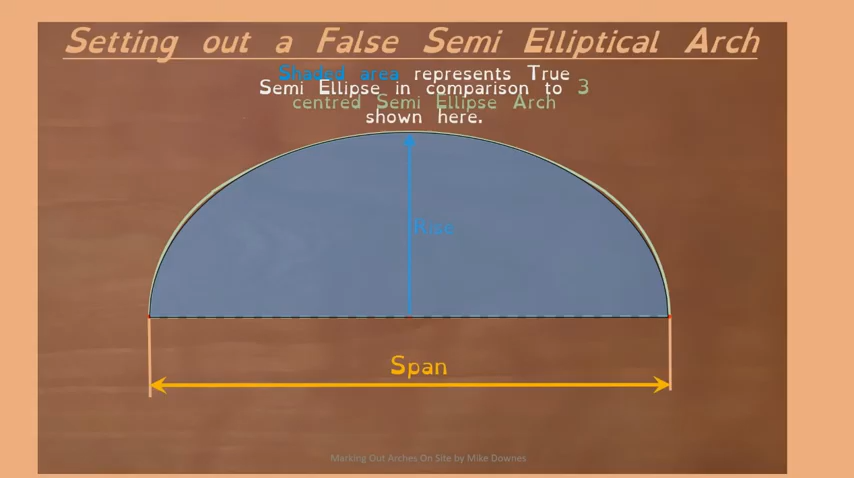 Setting out a False Semi Elliptical Arch
Shaded area represents True
Semi Ellipse in comparison to 3
centred Semi Ellipse Arch
shown here.
Rise
Span
Marking Out Arches On Site by Mike Downes